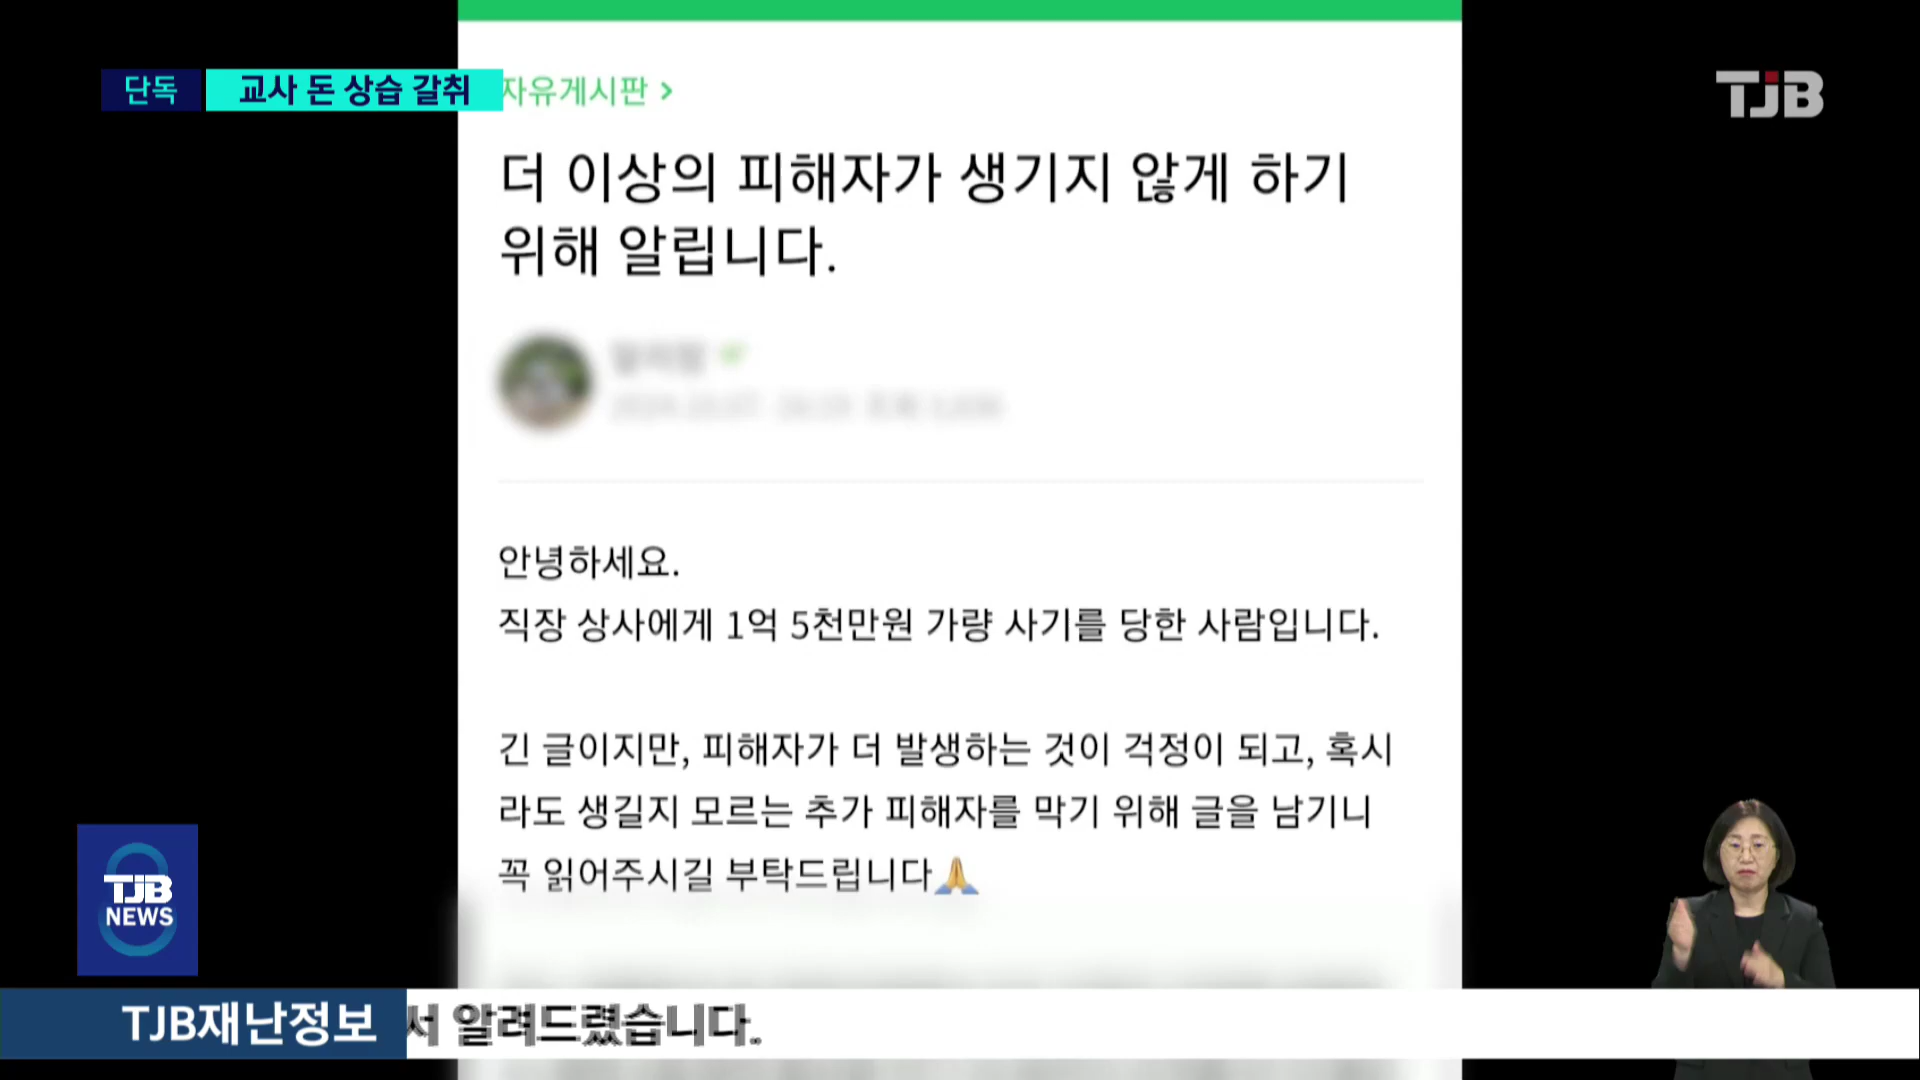 단독
교사 돈 상습 갈취
자유게시판 >
TJB
더 이상의 피해자가 생기지 않게 하기
위해 알립니다.
안녕하세요.
직장 상사에게 1억 5천만원 가량 사기를 당한 사람입니다.
긴 글이지만, 피해자가 더 발생하는 것이 걱정이 되고, 혹시
라도 생길지 모르는 추가 피해자를 막기 위해 글을 남기니
꼭 읽어주시길 부탁드립니다🙏
TJB
NEWS
TJB재난정보
서 알려드렸습니다.